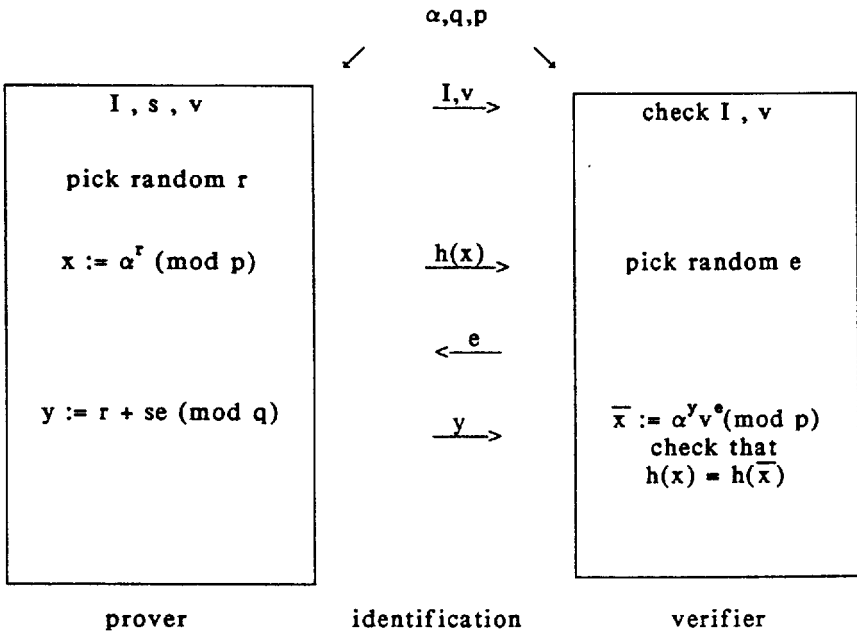 α,q,p
I , s , v
I,v
check I , v
pick random r
x := α^r (mod p)
h(x)
pick random e
e
y := r + se (mod q)
y
x̄ := α^y v^e (mod p)
check that
h(x) = h(x̄)
prover identification verifier